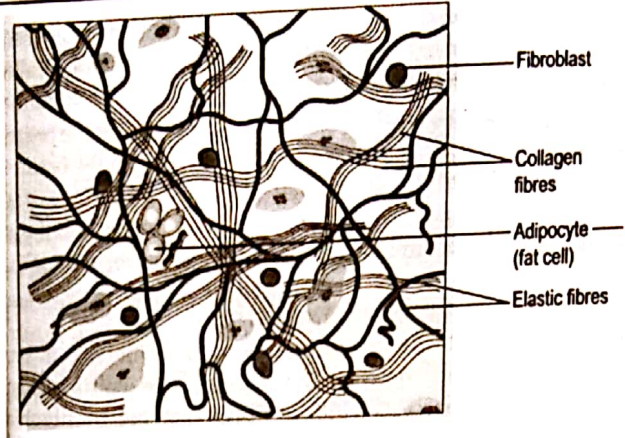 Fibroblast
Collagen
fibres
Adipocyte
(fat cell)
Elastic fibres